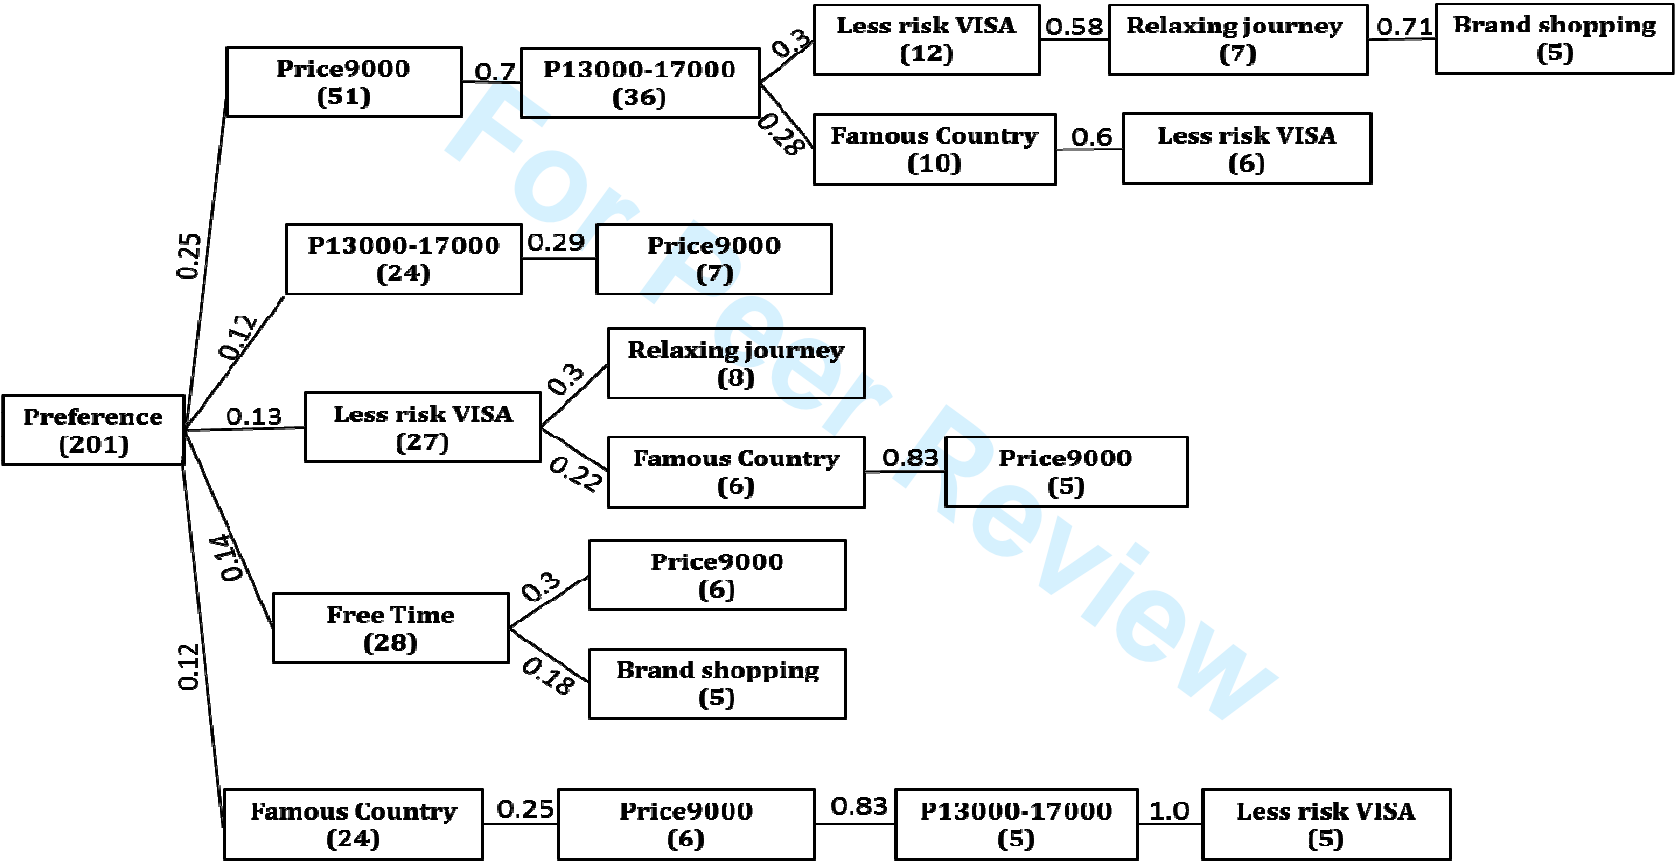 Preference
(201)
0.25
Price9000
(51)
0.7
P13000-17000
(36)
0.3
Less risk VISA
(12)
0.58
Relaxing journey
(7)
0.71
Brand shopping
(5)
0.28
Famous Country
(10)
0.6
Less risk VISA
(6)
0.12
P13000-17000
(24)
0.29
Price9000
(7)
0.13
Less risk VISA
(27)
0.3
Relaxing journey
(8)
0.22
Famous Country
(6)
0.83
Price9000
(5)
0.14
Free Time
(28)
0.3
Price9000
(6)
0.18
Brand shopping
(5)
0.12
Famous Country
(24)
0.25
Price9000
(6)
0.83
P13000-17000
(5)
1.0
Less risk VISA
(5)
For Peer Review